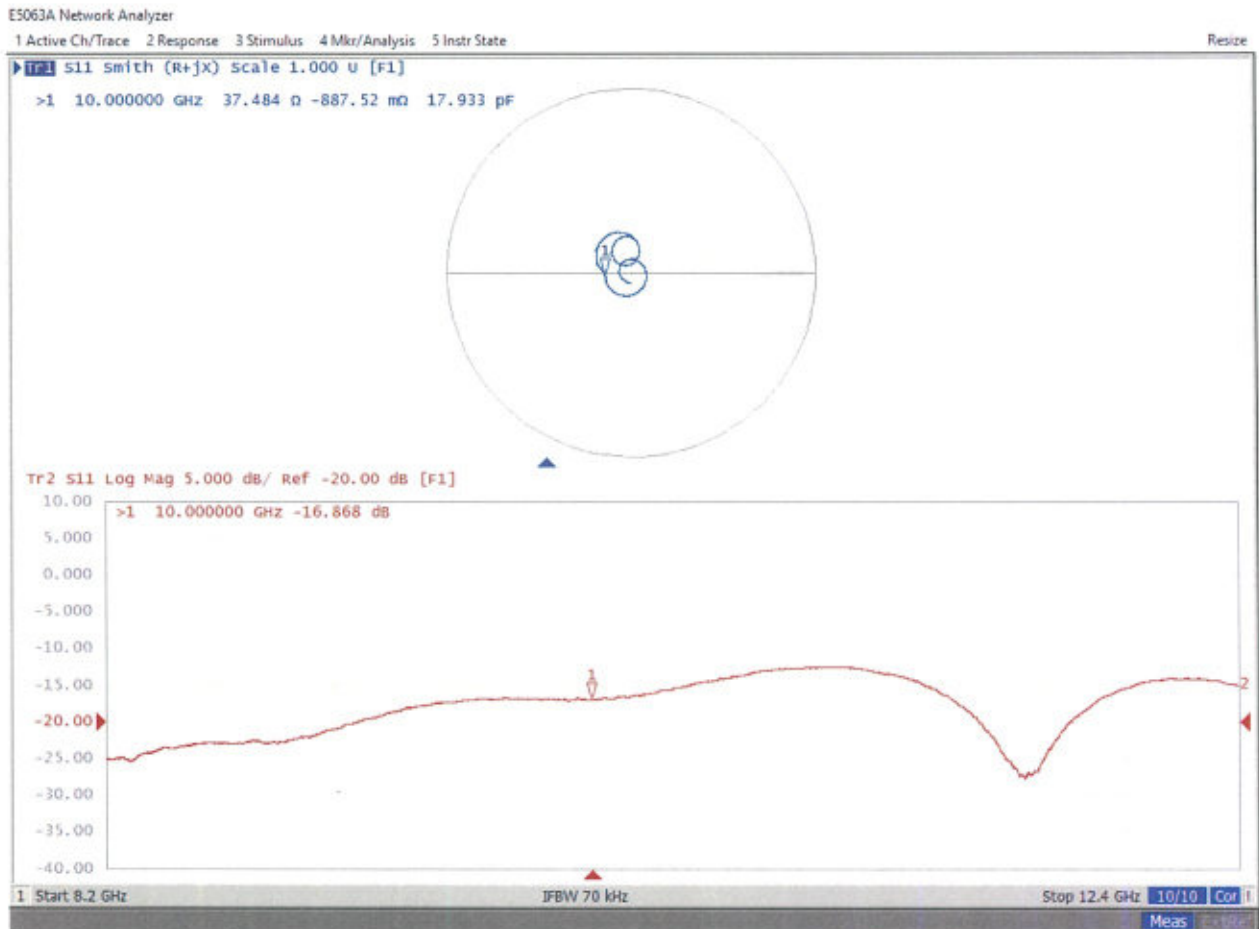 E5063A Network Analyzer
1 Active Ch/Trace 2 Response 3 Stimulus 4 Mkr/Analysis 5 Instr State Resize
Tr1 S11 Smith (R+jX) Scale 1.000 U [F1]
>1 10.000000 GHz 37.484 Ω -887.52 mΩ 17.933 pF
1
Tr2 S11 Log Mag 5.000 dB/ Ref -20.00 dB [F1]
10.00
>1 10.000000 GHz -16.868 dB
5.000
0.000
-5.000
-10.00
1
-15.00
2
-20.00
-25.00
-30.00
-35.00
-40.00
1 Start 8.2 GHz IFBW 70 kHz Stop 12.4 GHz 10/10 Cor !
Meas